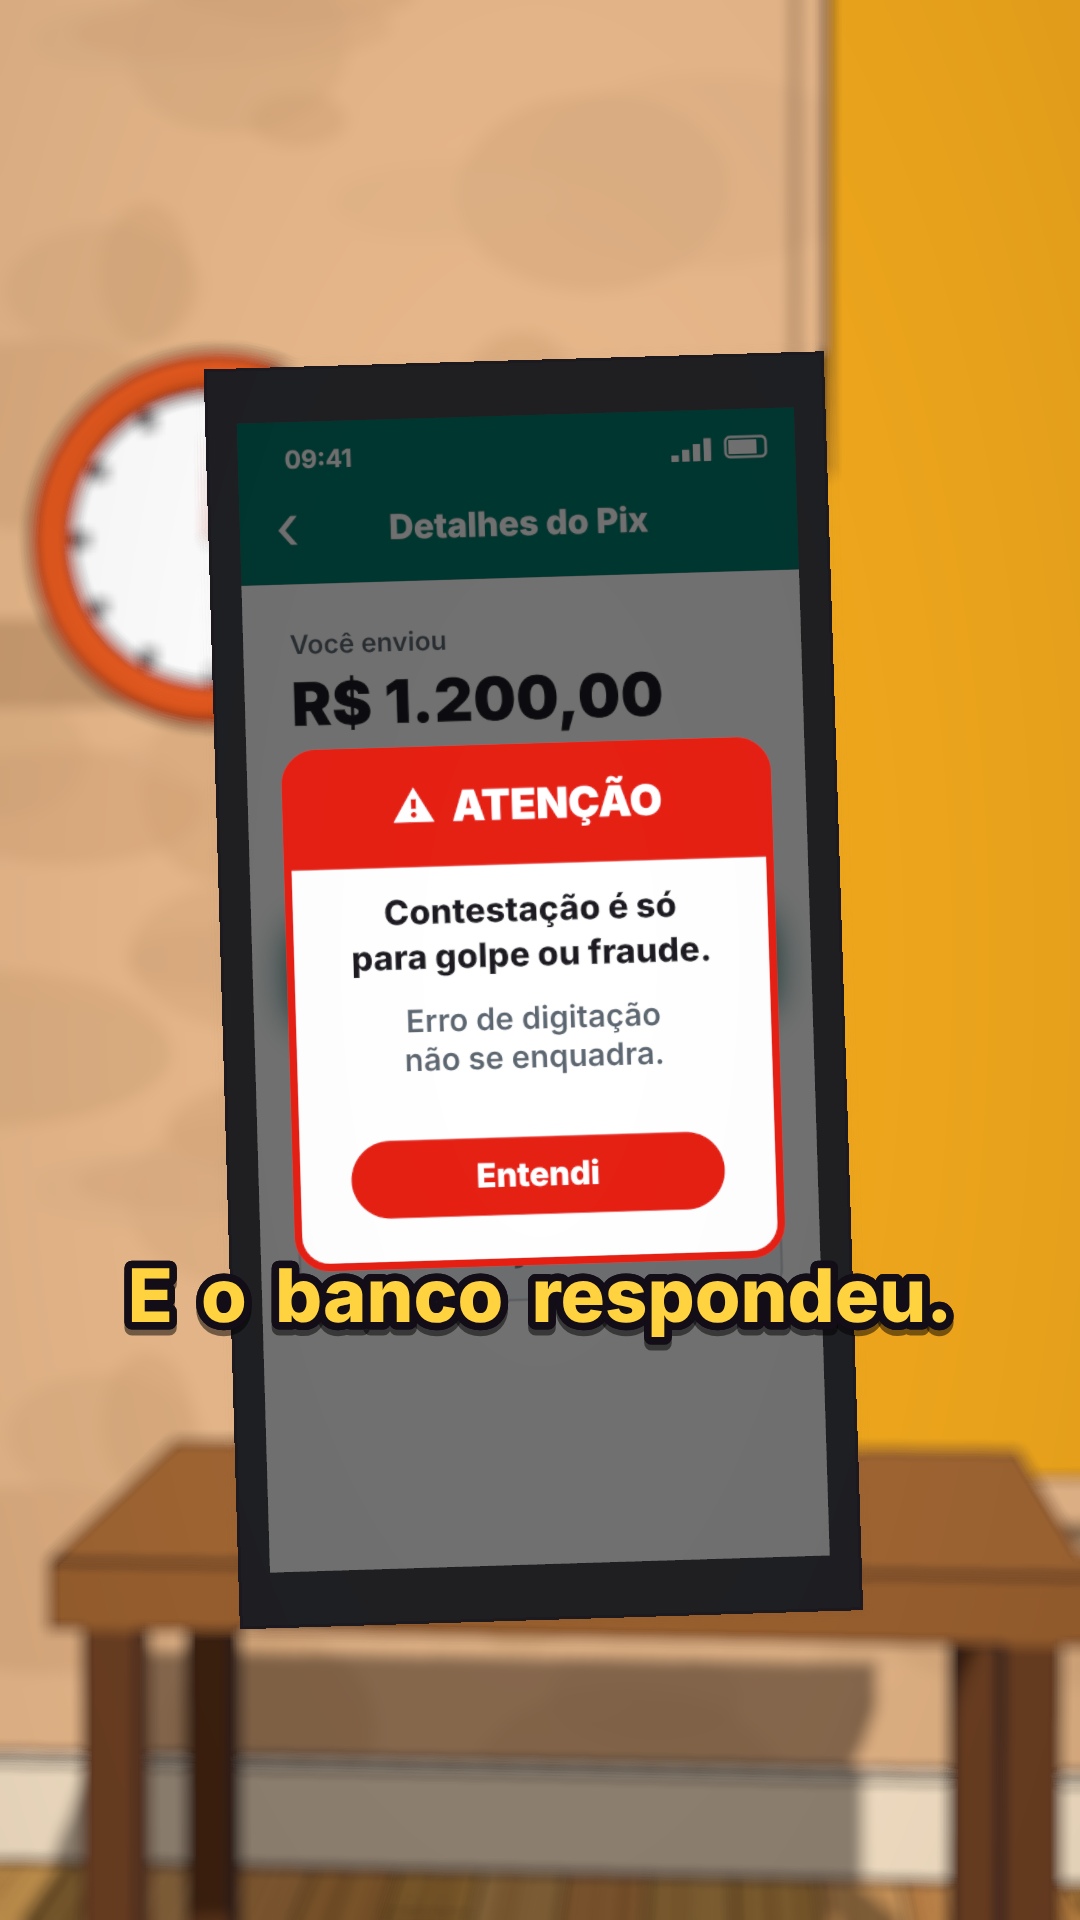 09:41
Detalhes do Pix
Você enviou
R$ 1.200,00
ATENÇÃO
Contestação é só
para golpe ou fraude.
Erro de digitação
não se enquadra.
Entendi
E o banco respondeu.